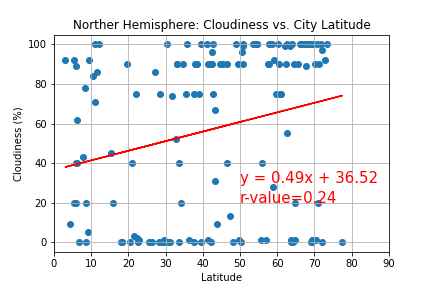 Norther Hemisphere: Cloudiness vs. City Latitude
100
80
60
40
20
0
Cloudiness (%)
y = 0.49x + 36.52
r-value=0.24
0 10 20 30 40 50 60 70 80 90
Latitude